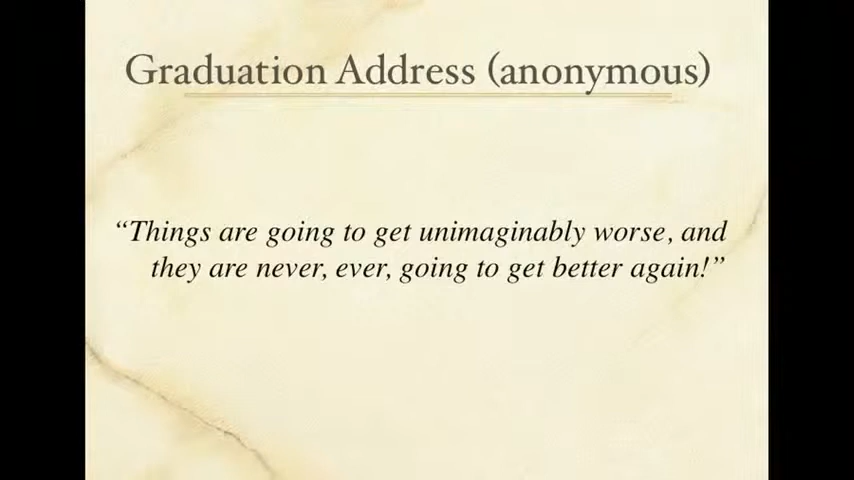 Graduation Address (anonymous)
“Things are going to get unimaginably worse, and
they are never, ever, going to get better again!”